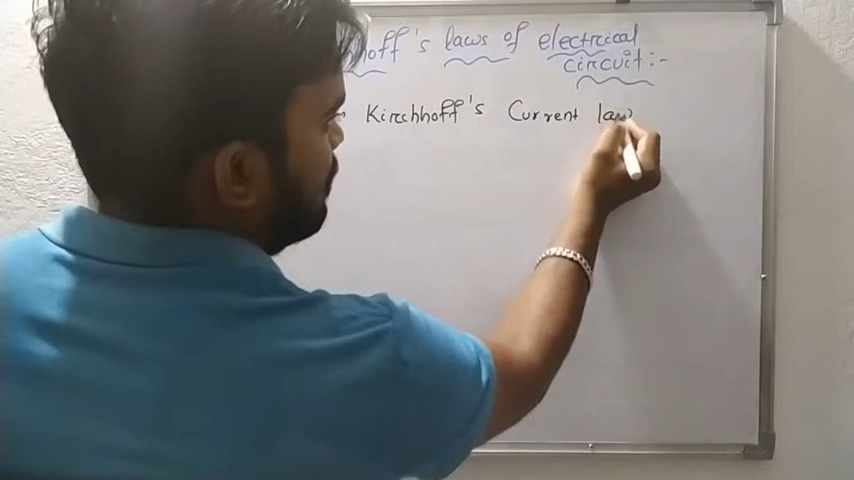 hoff's laws of electrical
circuit :-
→ Kirchhoff's Current law